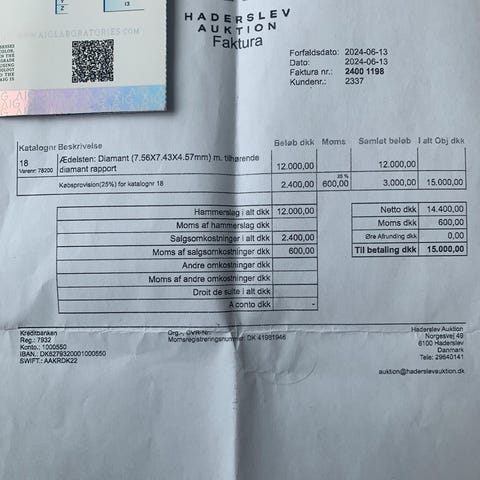 Y
Z
I3
WWW.AIGLABORATORIES.COM
HADERSLEV
AUKTION
Faktura
Forfaldsdato: 2024-06-13
Dato: 2024-06-13
Faktura nr.: 2400 1198
Kundenr.: 2337
Katalognr Beskrivelse Beløb dkk Moms Samlet beløb I alt Obj dkk
18 Ædelsten: Diamant (7.56X7.43X4.57mm) m. tilhørende
Varenr: 78200 diamant rapport 12.000,00 12.000,00
Købsprovision(25%) for katalognr 18 2.400,00 25 % 600,00 3.000,00 15.000,00
Hammerslag i alt dkk 12.000,00
Moms af hammerslag dkk
Salgsomkostninger i alt dkk 2.400,00
Moms af salgsomkostninger dkk 600,00
Andre omkostninger dkk
Moms af andre omkostninger dkk
Droit de suite i alt dkk
A conto dkk -
Netto dkk 14.400,00
Moms dkk 600,00
Øre Afrunding dkk 0,00
Til betaling dkk 15.000,00
Kreditbanken
Reg.: 7932
Konto.: 1000550
IBAN.: DK6279320001000550
SWIFT.: AAKRDK22
Org., CVR-Nr.:
Momsregistreringsnummer: DK 41981946
Haderslev Auktion
Norgesvej 49
6100 Haderslev
Danmark
Tele: 29640141
auktion@haderslevauktion.dk